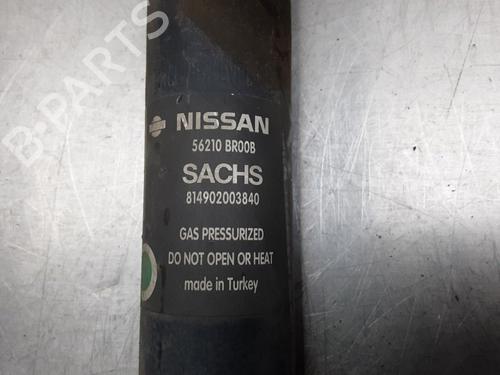 NISSAN
56210 BR00B
SACHS
814902003840
GAS PRESSURIZED
DO NOT OPEN OR HEAT
made in Turkey
B-PARTS